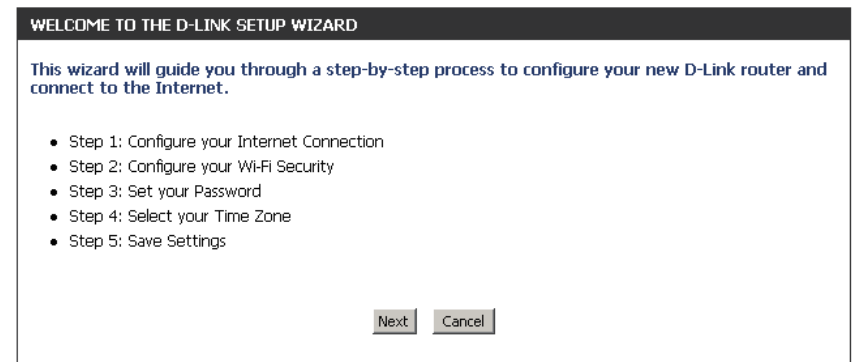 WELCOME TO THE D-LINK SETUP WIZARD
This wizard will guide you through a step-by-step process to configure your new D-Link router and
connect to the Internet.
• Step 1: Configure your Internet Connection
• Step 2: Configure your Wi-Fi Security
• Step 3: Set your Password
• Step 4: Select your Time Zone
• Step 5: Save Settings
Next Cancel